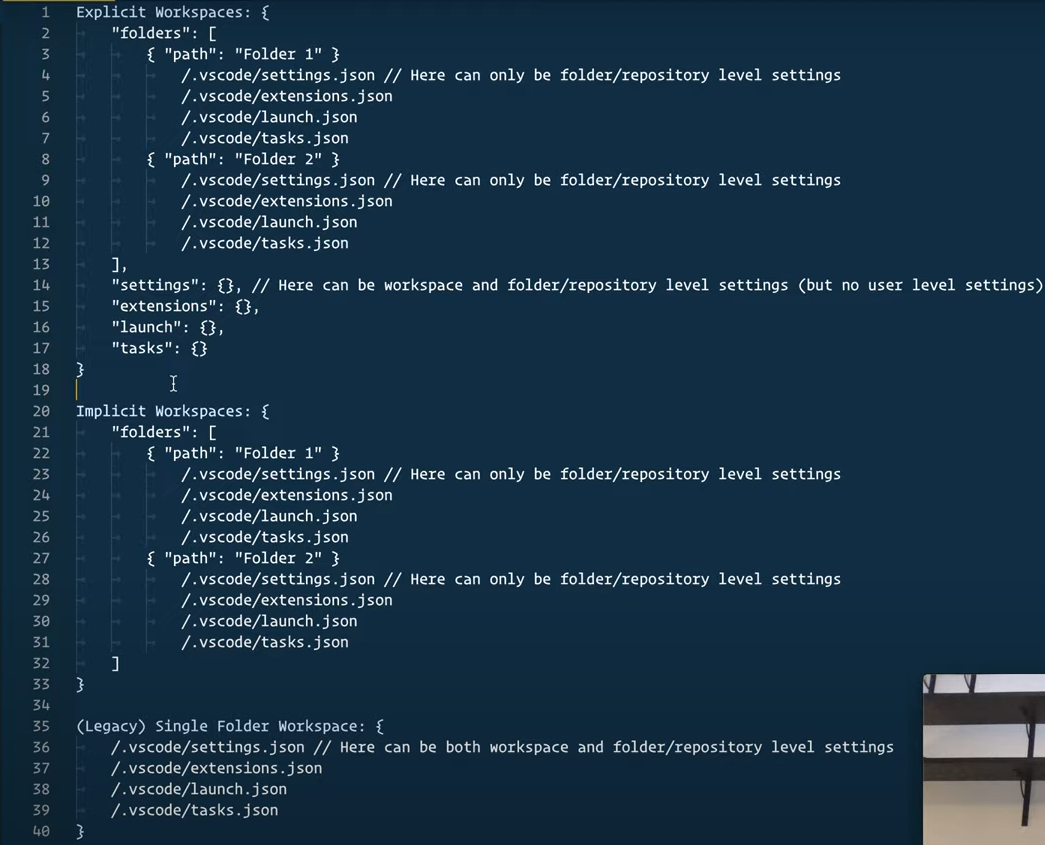 1 Explicit Workspaces: {
2 "folders": [
3 { "path": "Folder 1" }
4 /.vscode/settings.json // Here can only be folder/repository level settings
5 /.vscode/extensions.json
6 /.vscode/launch.json
7 /.vscode/tasks.json
8 { "path": "Folder 2" }
9 /.vscode/settings.json // Here can only be folder/repository level settings
10 /.vscode/extensions.json
11 /.vscode/launch.json
12 /.vscode/tasks.json
13 ],
14 "settings": {}, // Here can be workspace and folder/repository level settings (but no user level settings)
15 "extensions": {},
16 "launch": {},
17 "tasks": {}
18 }
19
20 Implicit Workspaces: {
21 "folders": [
22 { "path": "Folder 1" }
23 /.vscode/settings.json // Here can only be folder/repository level settings
24 /.vscode/extensions.json
25 /.vscode/launch.json
26 /.vscode/tasks.json
27 { "path": "Folder 2" }
28 /.vscode/settings.json // Here can only be folder/repository level settings
29 /.vscode/extensions.json
30 /.vscode/launch.json
31 /.vscode/tasks.json
32 ]
33 }
34
35 (Legacy) Single Folder Workspace: {
36 /.vscode/settings.json // Here can be both workspace and folder/repository level settings
37 /.vscode/extensions.json
38 /.vscode/launch.json
39 /.vscode/tasks.json
40 }